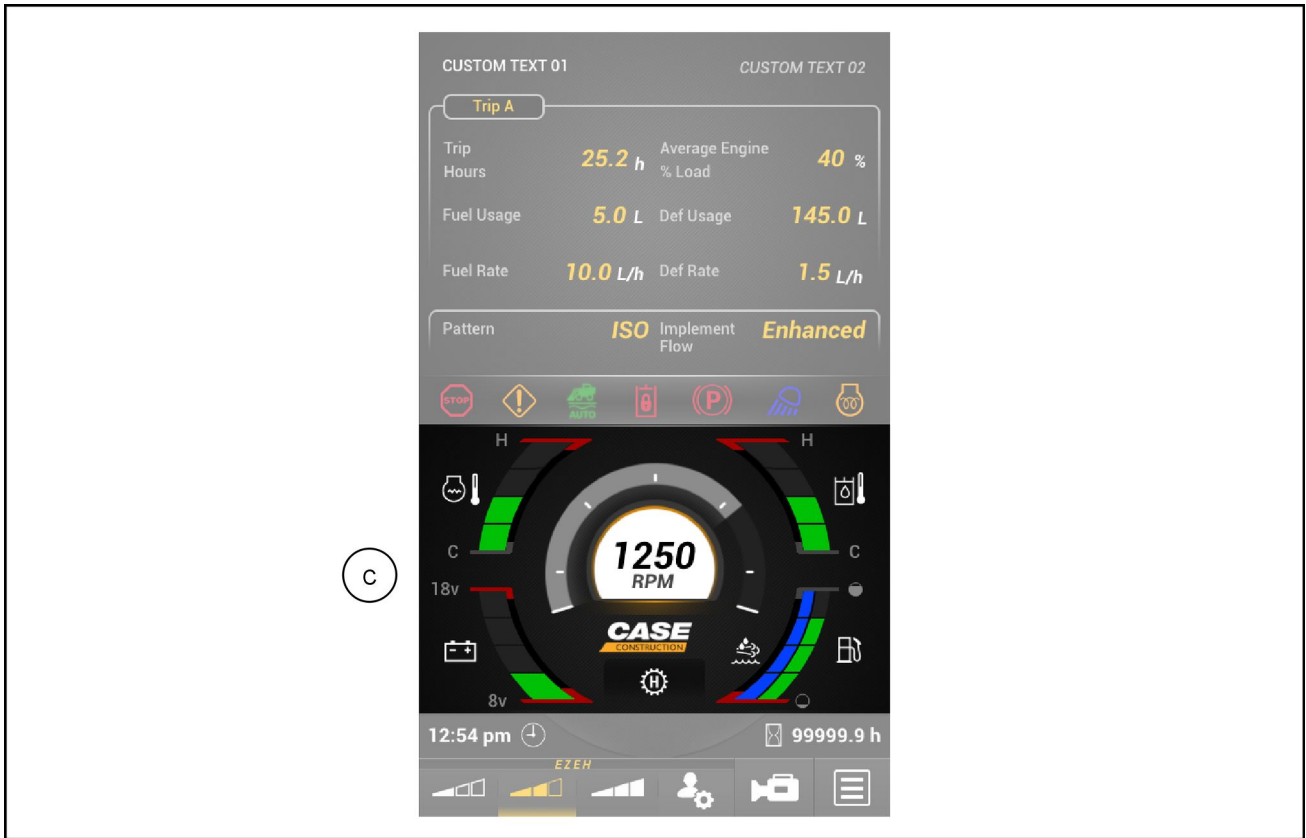 CUSTOM TEXT 01
CUSTOM TEXT 02
Trip A
Trip Hours
25.2 h
Average Engine % Load
40 %
Fuel Usage
5.0 L
Def Usage
145.0 L
Fuel Rate
10.0 L/h
Def Rate
1.5 L/h
Pattern
ISO
Implement Flow
Enhanced
STOP
AUTO
P
H
H
C
C
C
18v
1250
RPM
CASE
CONSTRUCTION
H
8v
12:54 pm
99999.9 h
EZEH